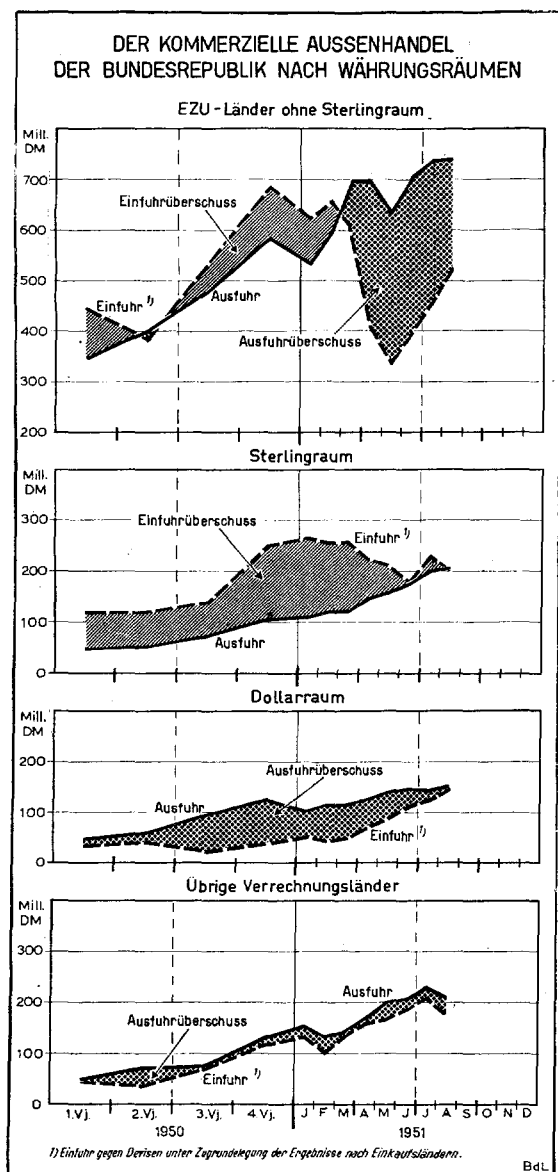 DER KOMMERZIELLE AUSSENHANDEL
DER BUNDESREPUBLIK NACH WÄHRUNGSRÄUMEN
EZU-Länder ohne Sterlingraum
Mill.
DM
700
600
500
400
300
200
Einfuhrüberschuss
Einfuhr 1)
Ausfuhr
Ausfuhrüberschuss
Sterlingraum
300
200
100
0
Einfuhrüberschuss
Einfuhr 1)
Ausfuhr
Dollarraum
Mill.
DM
300
200
100
0
Ausfuhrüberschuss
Ausfuhr
Einfuhr 1)
Übrige Verrechnungsländer
Mill.
DM
400
300
200
100
0
Ausfuhr
Ausfuhrüberschuss
Einfuhr 1)
1.Vj. 2.Vj. 3.Vj. 4.Vj. J F M A M J J A S O N D
1950 1951
1) Einfuhr gegen Devisen unter Zugrundelegung der Ergebnisse nach Einkaufsländern.
BdL